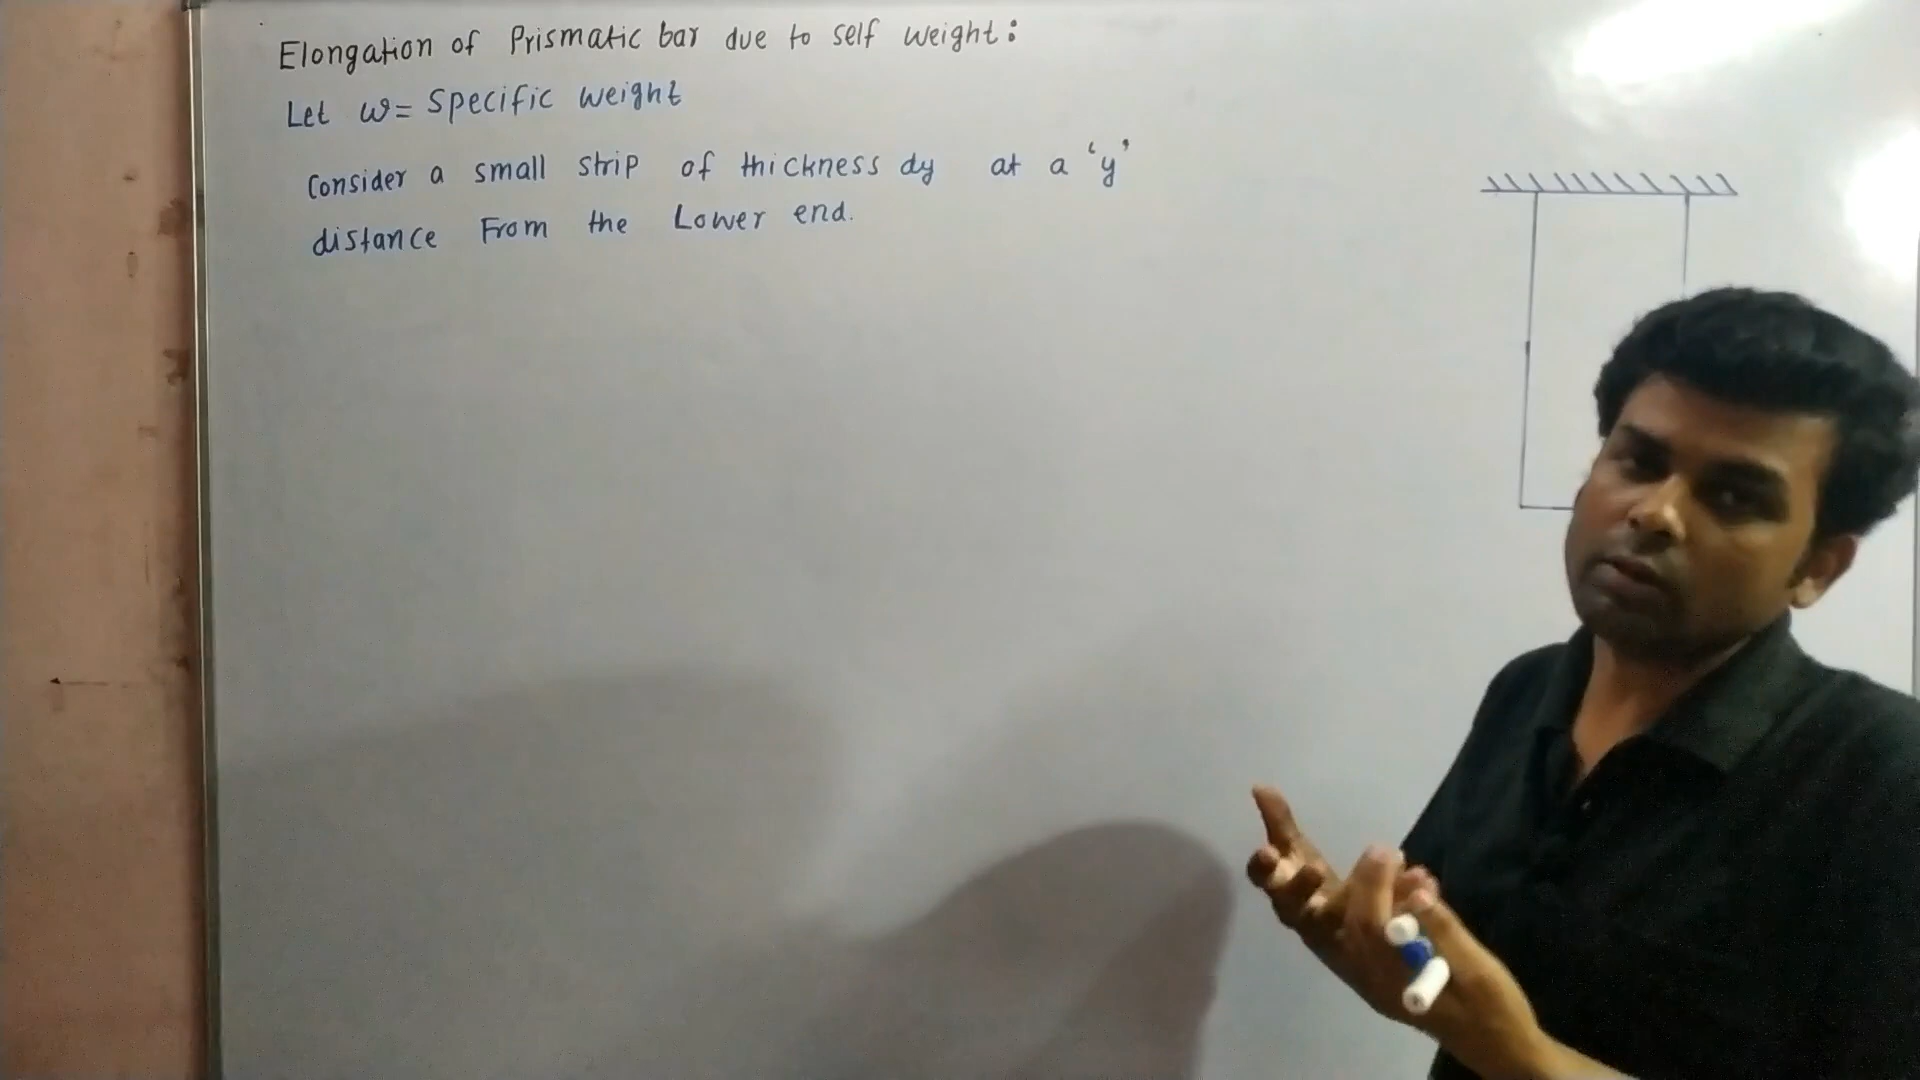 Elongation of Prismatic bar due to self weight:
Let w= specific weight
Consider a small strip of thickness dy at a 'y'
distance From the Lower end.